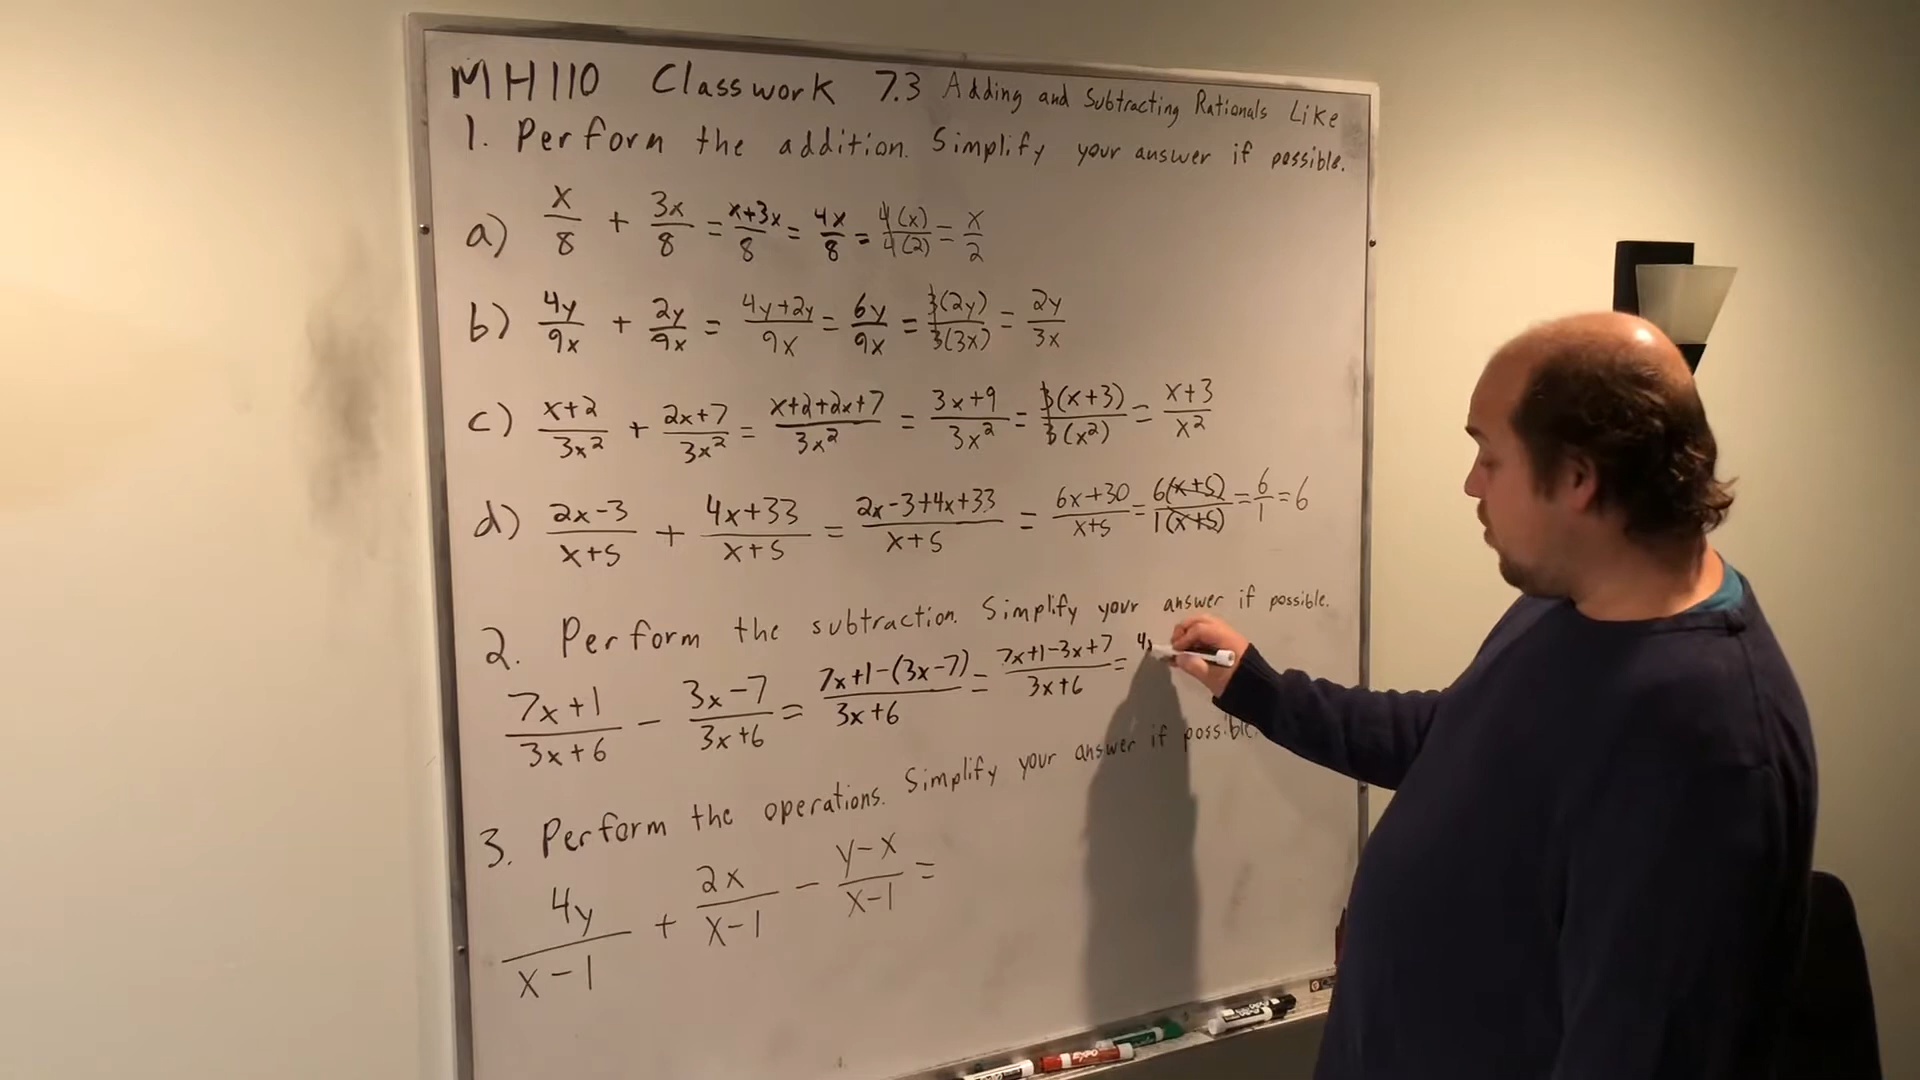 MH110 Classwork 7.3 Adding and Subtracting Rationals Like
1. Perform the addition. Simplify your answer if possible.
a) x/8 + 3x/8 = x+3x/8 = 4x/8 = 4(x)/4(2) = x/2
b) 4y/9x + 2y/9x = 4y+2y/9x = 6y/9x = 3(2y)/3(3x) = 2y/3x
c) x+2/3x² + 2x+7/3x² = x+2+2x+7/3x² = 3x+9/3x² = 3(x+3)/3(x²) = x+3/x²
d) 2x-3/x+5 + 4x+33/x+5 = 2x-3+4x+33/x+5 = 6x+30/x+5 = 6(x+5)/1(x+5) = 6/1 = 6
2. Perform the subtraction. Simplify your answer if possible.
7x+1/3x+6 - 3x-7/3x+6 = 7x+1-(3x-7)/3x+6 = 7x+1-3x+7/3x+6 = 4
3. Perform the operations. Simplify your answer if possible.
4y/x-1 + 2x/x-1 - y-x/x-1 =
EXPO